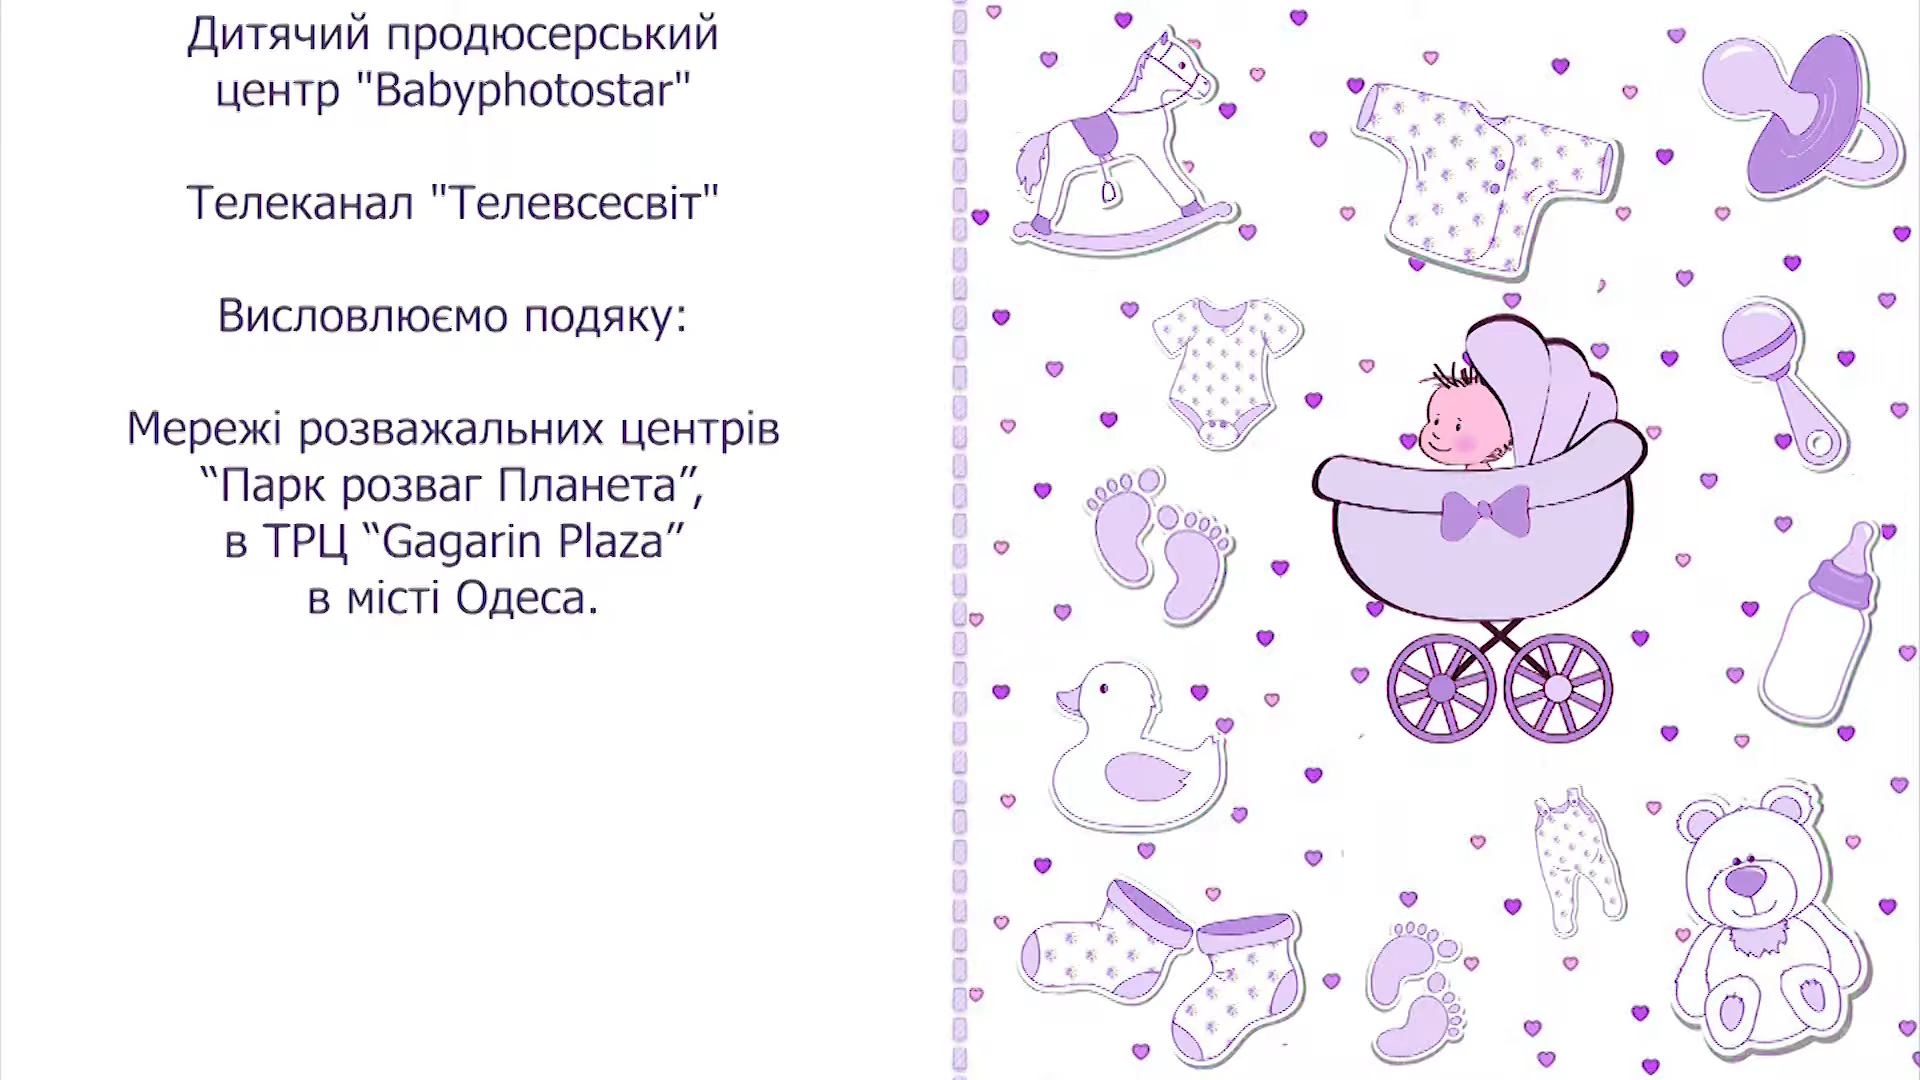 Дитячий продюсерський
центр "Babyphotostar"
Телеканал "Телевсесвіт"
Висловлюємо подяку:
Мережі розважальних центрів
“Парк розваг Планета”,
в ТРЦ “Gagarin Plaza”
в місті Одеса.